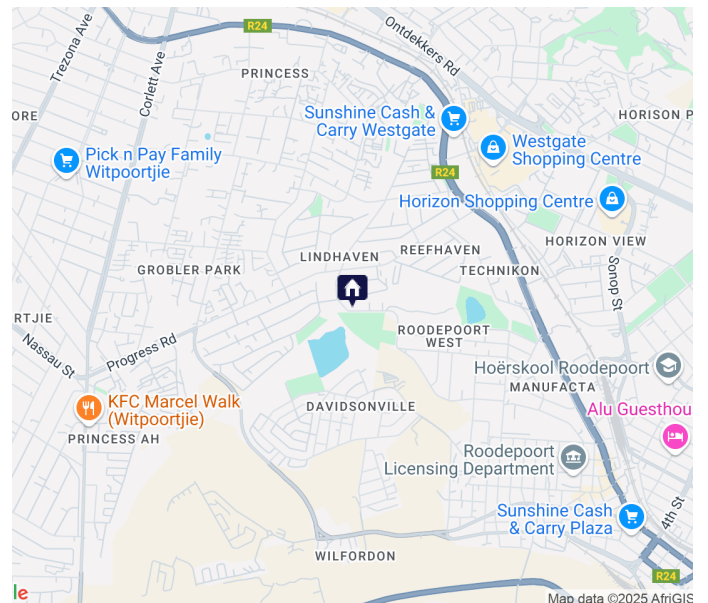 R24
Ontdekkers Rd
Trezona Ave
Corlett Ave
PRINCESS
Sunshine Cash &
Carry Westgate
HORISON P
ORE
Westgate
Shopping Centre
Pick n Pay Family
Witpoortjie
R24
Horizon Shopping Centre
HORIZON VIEW
LINDHAVEN
REEFHAVEN
TECHNIKON
GROBLER PARK
Sonop St
RTJIE
Nassau St
Progress Rd
ROODEPOORT
WEST
Hoërskool Roodepoort
MANUFACTA
KFC Marcel Walk
(Witpoortjie)
DAVIDSONVILLE
Alu Guesthou
PRINCESS AH
Roodepoort
Licensing Department
Sunshine Cash
& Carry Plaza
4th St
WILFORDON
R24
le
Map data ©2025 AfriGIS